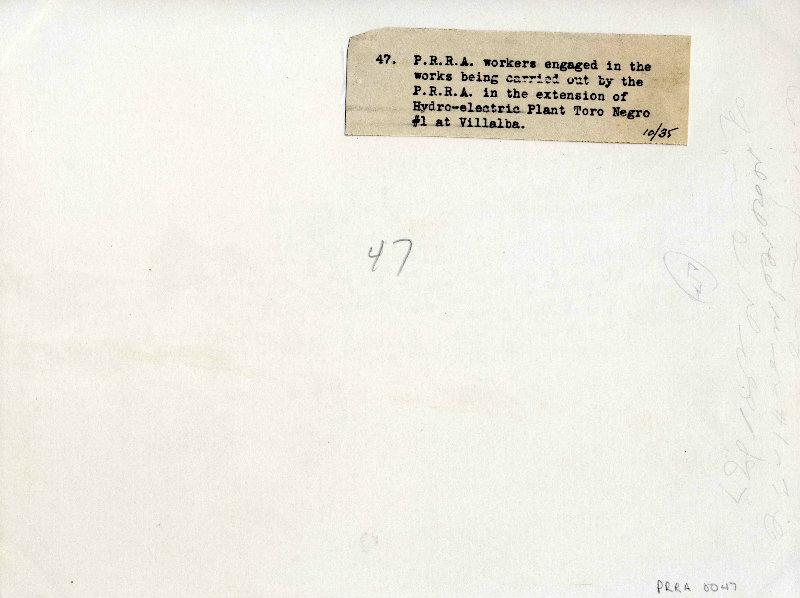 47. P.R.R.A. workers engaged in the
works being carried out by the
P.R.R.A. in the extension of
Hydro-electric Plant Toro Negro
#1 at Villalba.
10/35
47
PRRA 0047